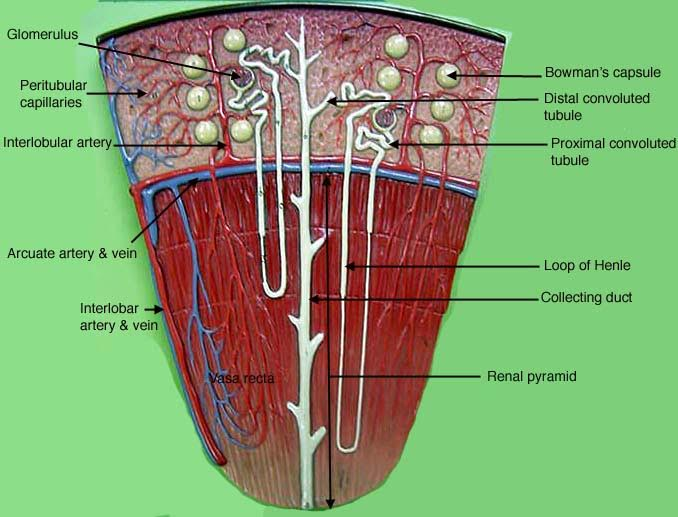 Glomerulus
Peritubular
capillaries
Interlobular artery
Arcuate artery & vein
Interlobar
artery & vein
Vasa recta
Bowman's capsule
Distal convoluted
tubule
Proximal convoluted
tubule
Loop of Henle
Collecting duct
Renal pyramid